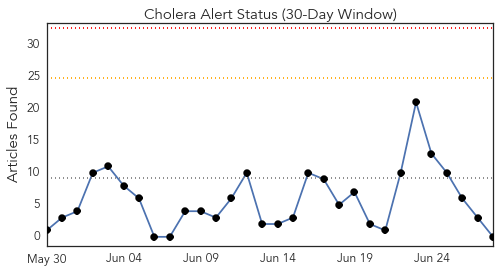 Cholera Alert Status (30-Day Window)
Articles Found
30
25
20
15
10
5
0
May 30 Jun 04 Jun 09 Jun 14 Jun 19 Jun 24